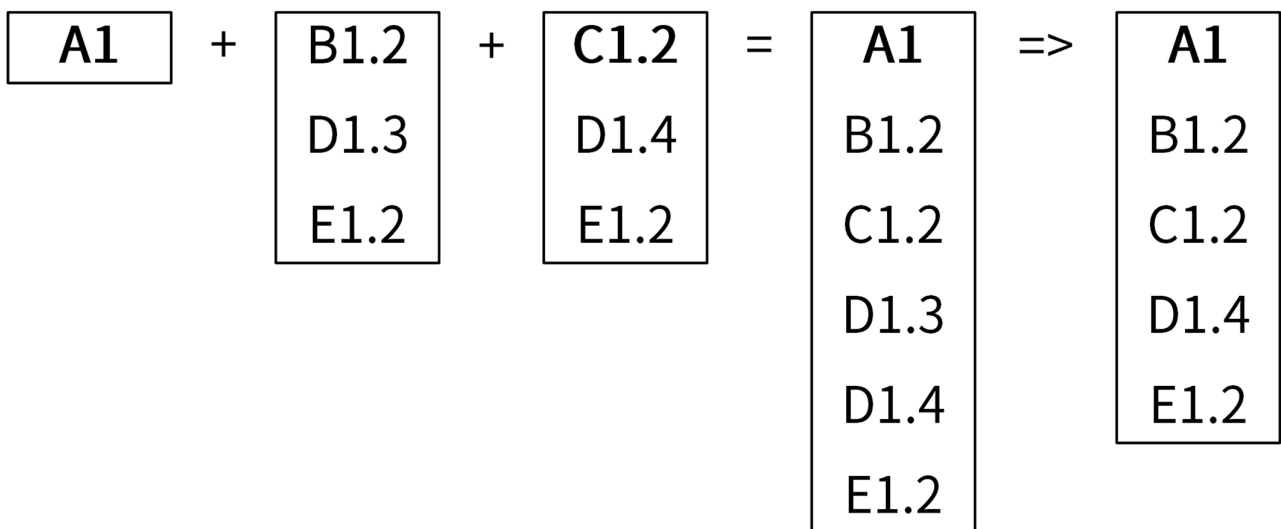 A1 + B1.2 + C1.2 = A1 => A1
D1.3 D1.4 B1.2 B1.2
E1.2 E1.2 C1.2 C1.2
D1.3 D1.4
D1.4 E1.2
E1.2